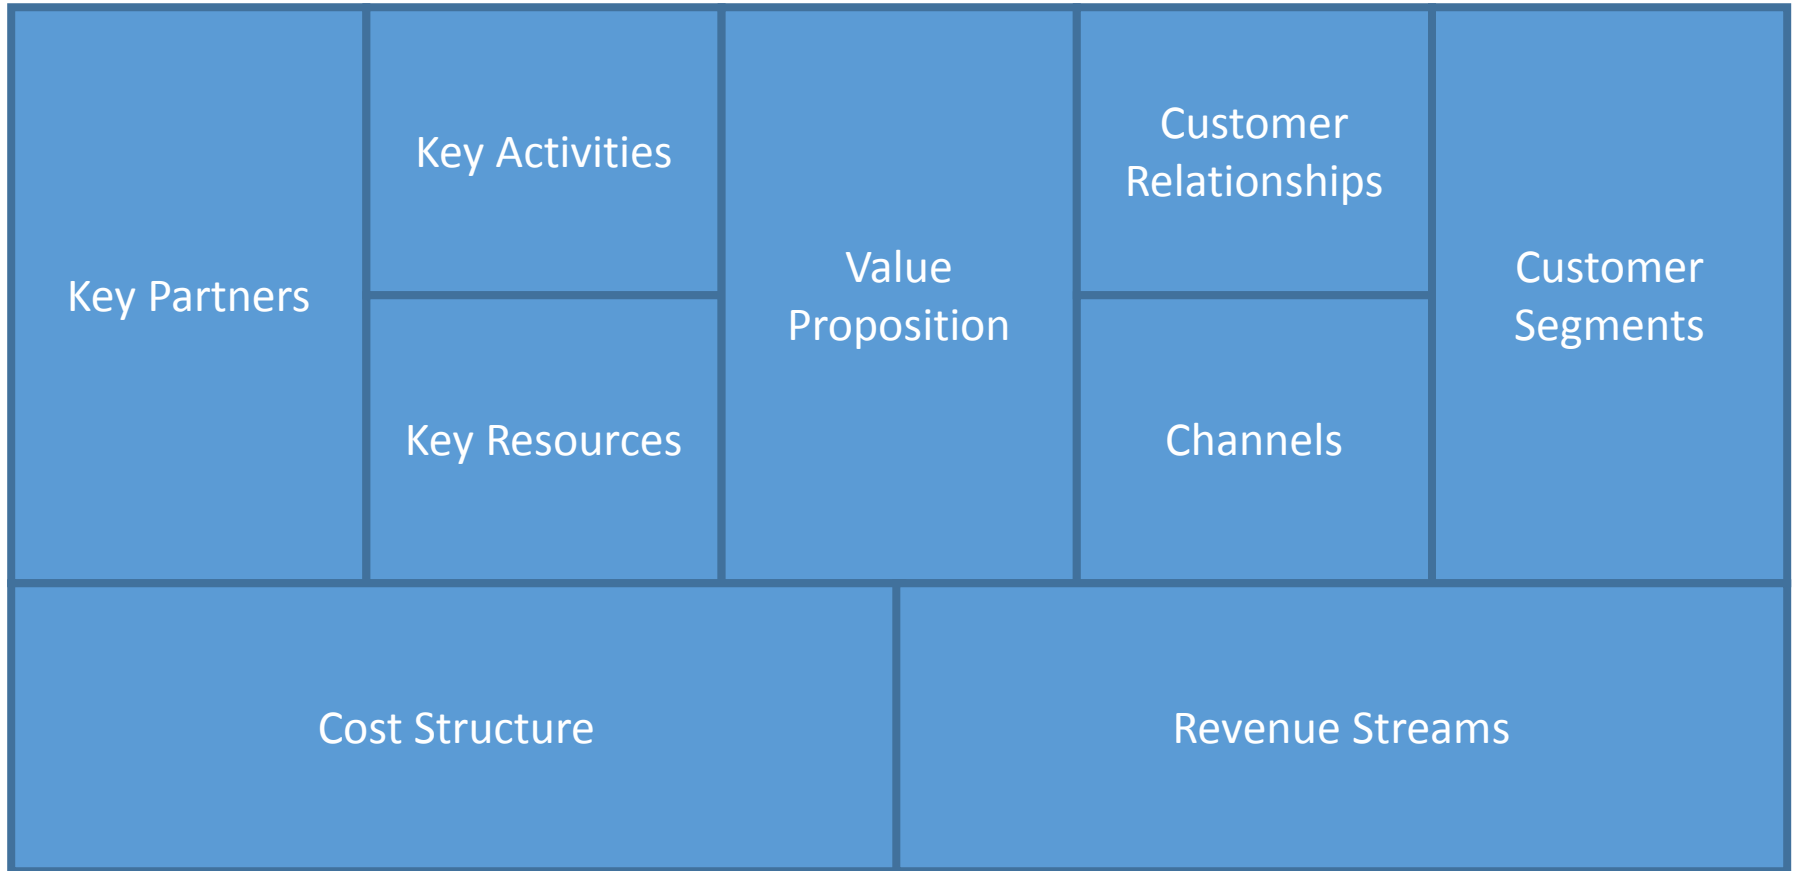 Key Partners
Key Activities
Key Resources
Value
Proposition
Customer
Relationships
Channels
Customer
Segments
Cost Structure
Revenue Streams